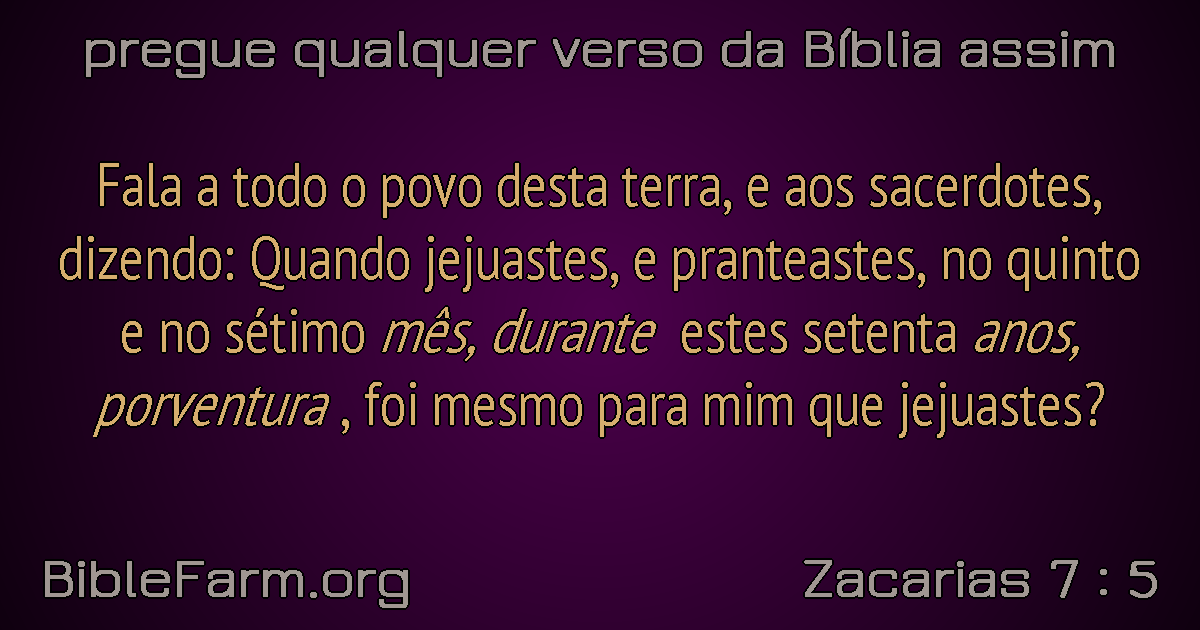 pregue qualquer verso da Bíblia assim
Fala a todo o povo desta terra, e aos sacerdotes,
dizendo: Quando jejuastes, e pranteastes, no quinto
e no sétimo mês, durante estes setenta anos,
porventura , foi mesmo para mim que jejuastes?
BibleFarm.org
Zacarias 7 : 5